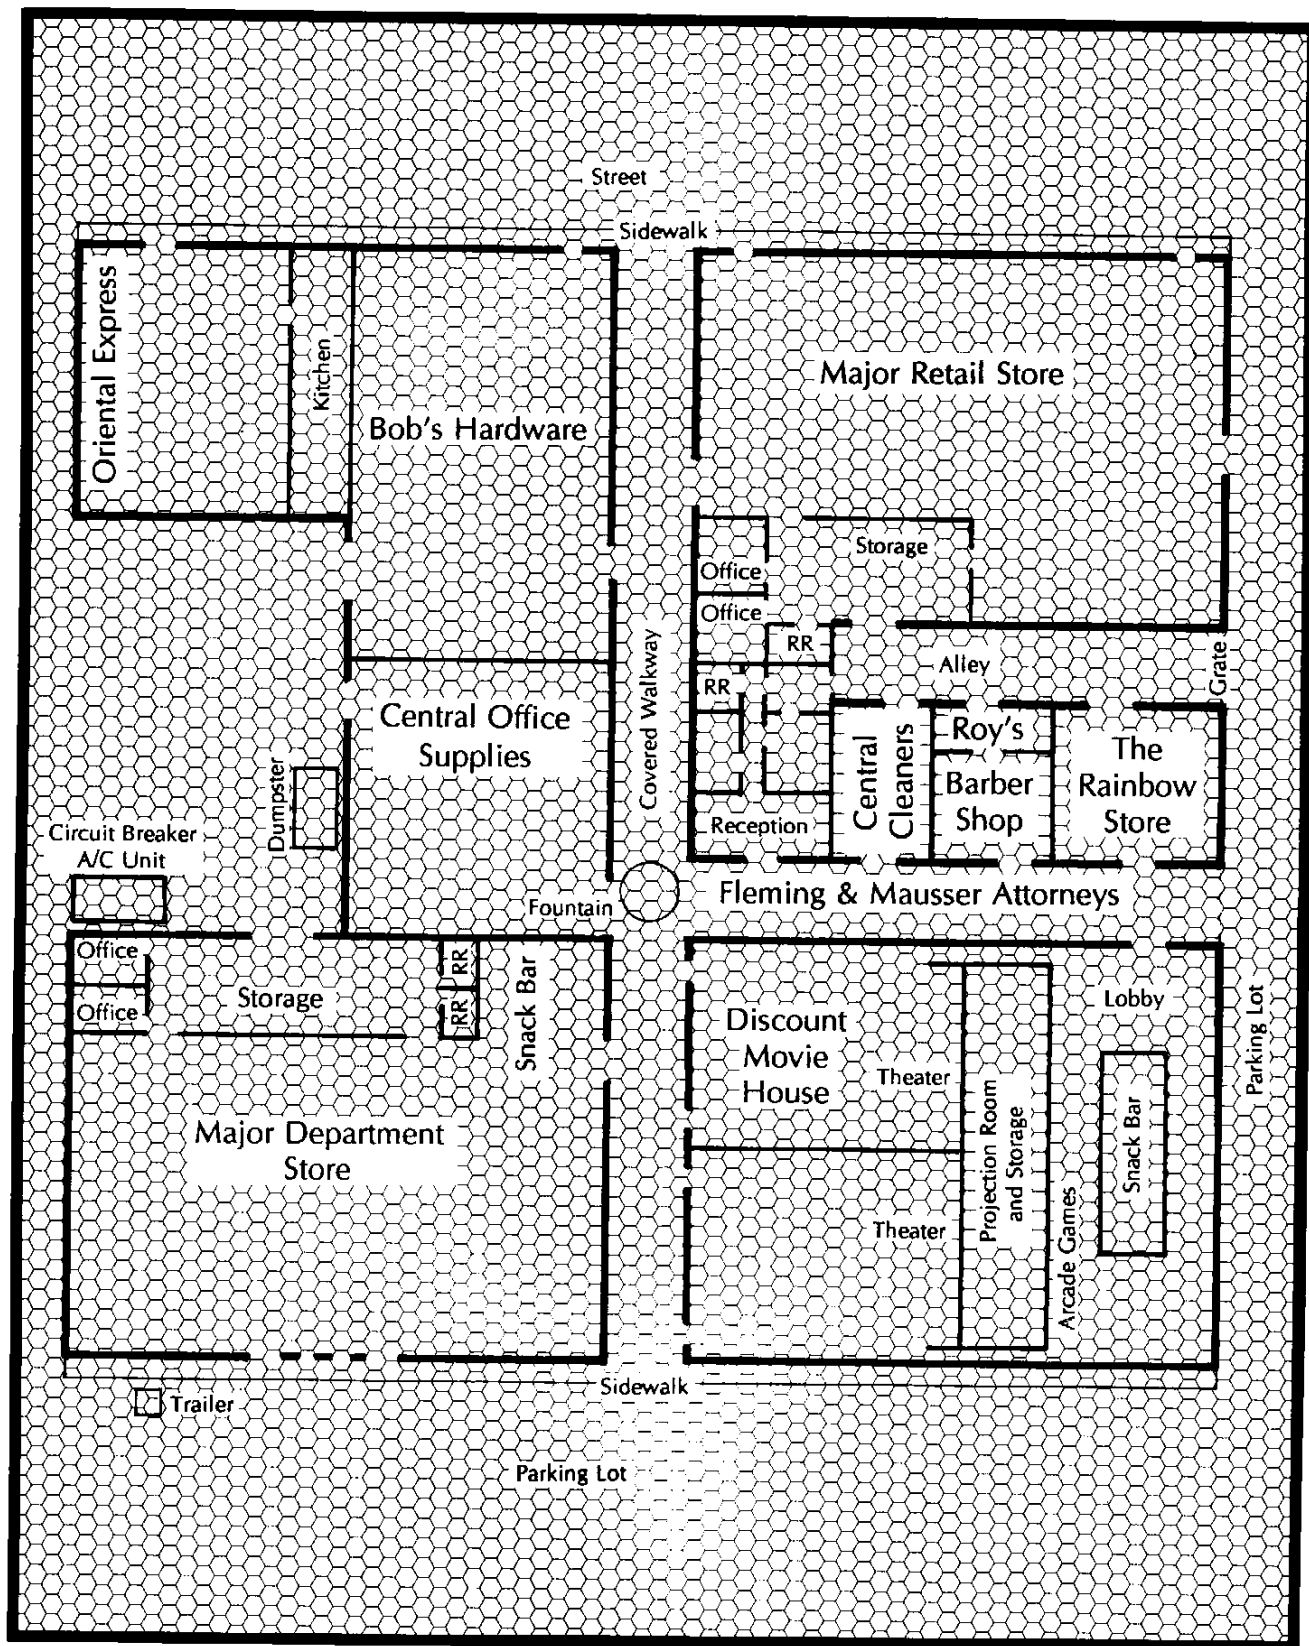 Street
Sidewalk
Oriental Express
Kitchen
Bob's Hardware
Major Retail Store
Storage
Office
Office
RR
Alley
Grate
RR
Covered Walkway
Central Office
Supplies
Central
Cleaners
Roy's
Barber
Shop
The
Rainbow
Store
Dumpster
Circuit Breaker
A/C Unit
Reception
Fountain
Fleming & Mausser Attorneys
Office
Office
Storage
RR
RR
Snack Bar
Discount
Movie
House
Theater
Lobby
Parking Lot
Projection Room
and Storage
Snack Bar
Arcade Games
Major Department
Store
Theater
Sidewalk
Trailer
Parking Lot